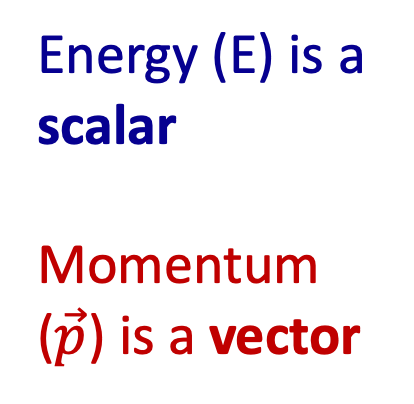 Energy (E) is a
scalar
Momentum
(p⃗) is a vector